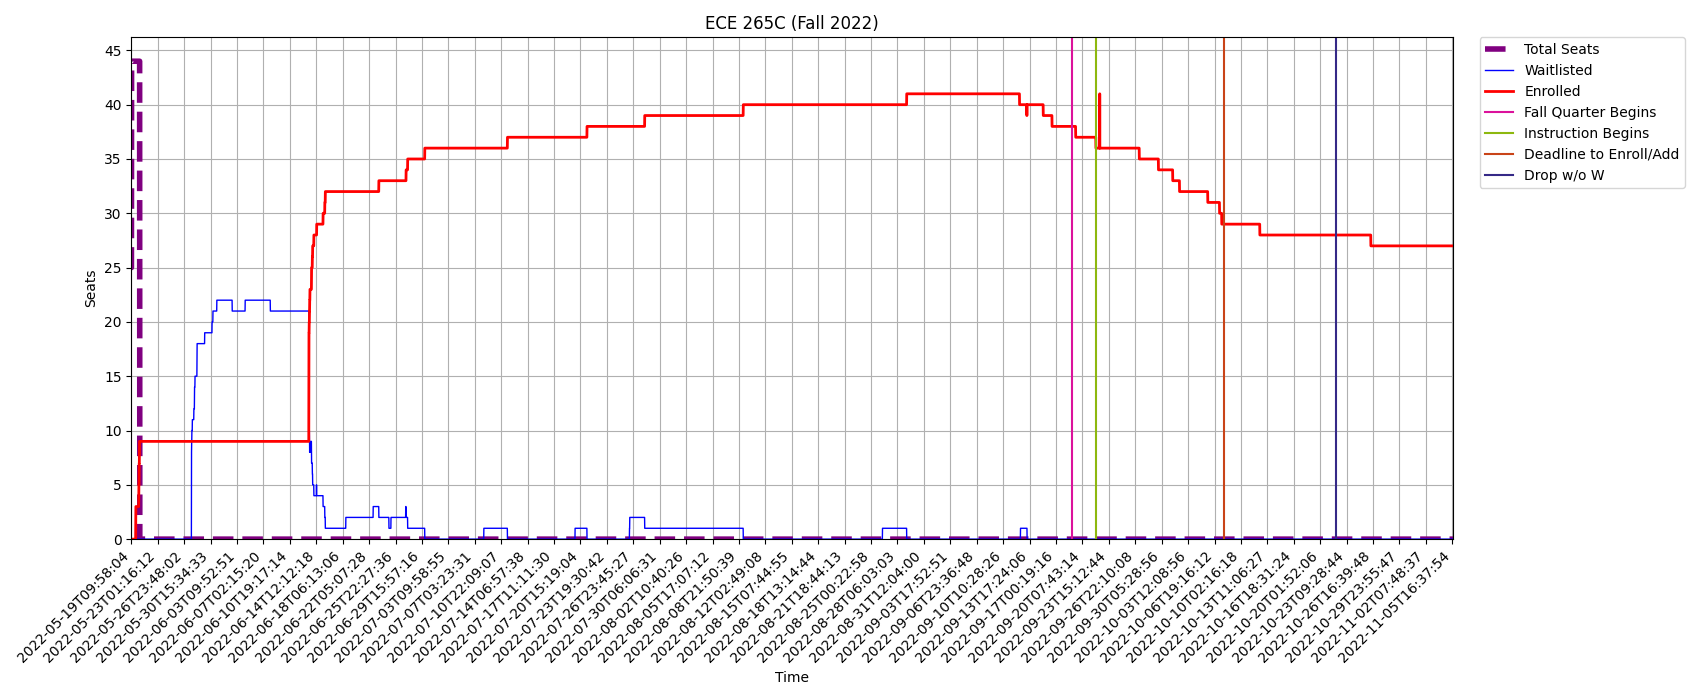 ECE 265C (Fall 2022)
45
40
35
30
25
20
15
10
5
0
Seats
Total Seats
Waitlisted
Enrolled
Fall Quarter Begins
Instruction Begins
Deadline to Enroll/Add
Drop w/o W
2022-05-19T09:58:04
2022-05-23T01:16:12
2022-05-26T23:48:02
2022-05-30T15:34:33
2022-06-03T09:52:51
2022-06-07T02:15:20
2022-06-10T19:17:14
2022-06-14T12:12:18
2022-06-18T06:13:06
2022-06-22T05:07:28
2022-06-25T22:27:36
2022-06-29T15:57:16
2022-07-03T09:58:55
2022-07-07T03:23:31
2022-07-10T22:09:07
2022-07-14T06:57:38
2022-07-17T11:11:30
2022-07-20T15:19:04
2022-07-23T19:30:42
2022-07-26T23:45:27
2022-07-30T06:06:31
2022-08-02T10:40:26
2022-08-05T17:07:12
2022-08-08T21:50:39
2022-08-12T02:49:08
2022-08-15T07:44:55
2022-08-18T13:14:44
2022-08-21T18:44:13
2022-08-25T00:22:58
2022-08-28T06:03:03
2022-08-31T12:04:00
2022-09-03T17:52:51
2022-09-06T23:36:48
2022-09-10T10:28:26
2022-09-13T17:24:06
2022-09-17T00:19:16
2022-09-20T07:43:14
2022-09-23T15:12:44
2022-09-26T22:10:08
2022-09-30T05:28:56
2022-10-03T12:08:56
2022-10-06T19:16:12
2022-10-10T02:16:18
2022-10-13T11:06:27
2022-10-16T18:31:24
2022-10-20T01:52:06
2022-10-23T09:28:44
2022-10-26T16:39:48
2022-10-29T23:55:47
2022-11-02T07:48:37
2022-11-05T16:37:54
Time